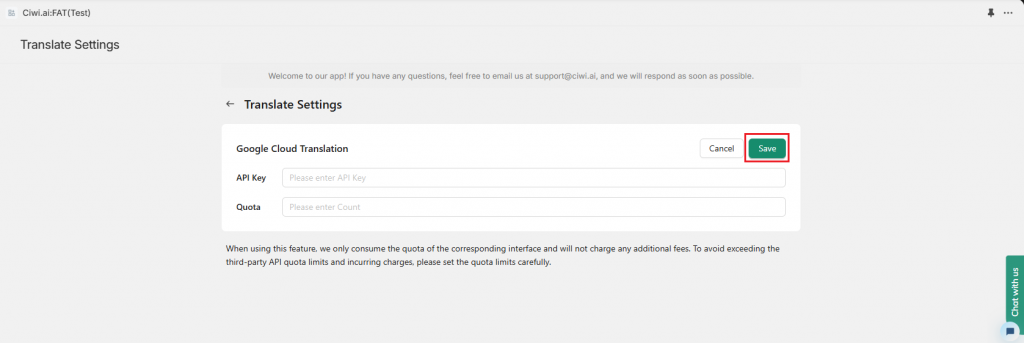 Ciwi.ai:FAT(Test)
Translate Settings
Welcome to our app! If you have any questions, feel free to email us at support@ciwi.ai, and we will respond as soon as possible.
← Translate Settings
Google Cloud Translation
Cancel
Save
API Key
Please enter API Key
Quota
Please enter Count
When using this feature, we only consume the quota of the corresponding interface and will not charge any additional fees. To avoid exceeding the
third-party API quota limits and incurring charges, please set the quota limits carefully.
Chat with us